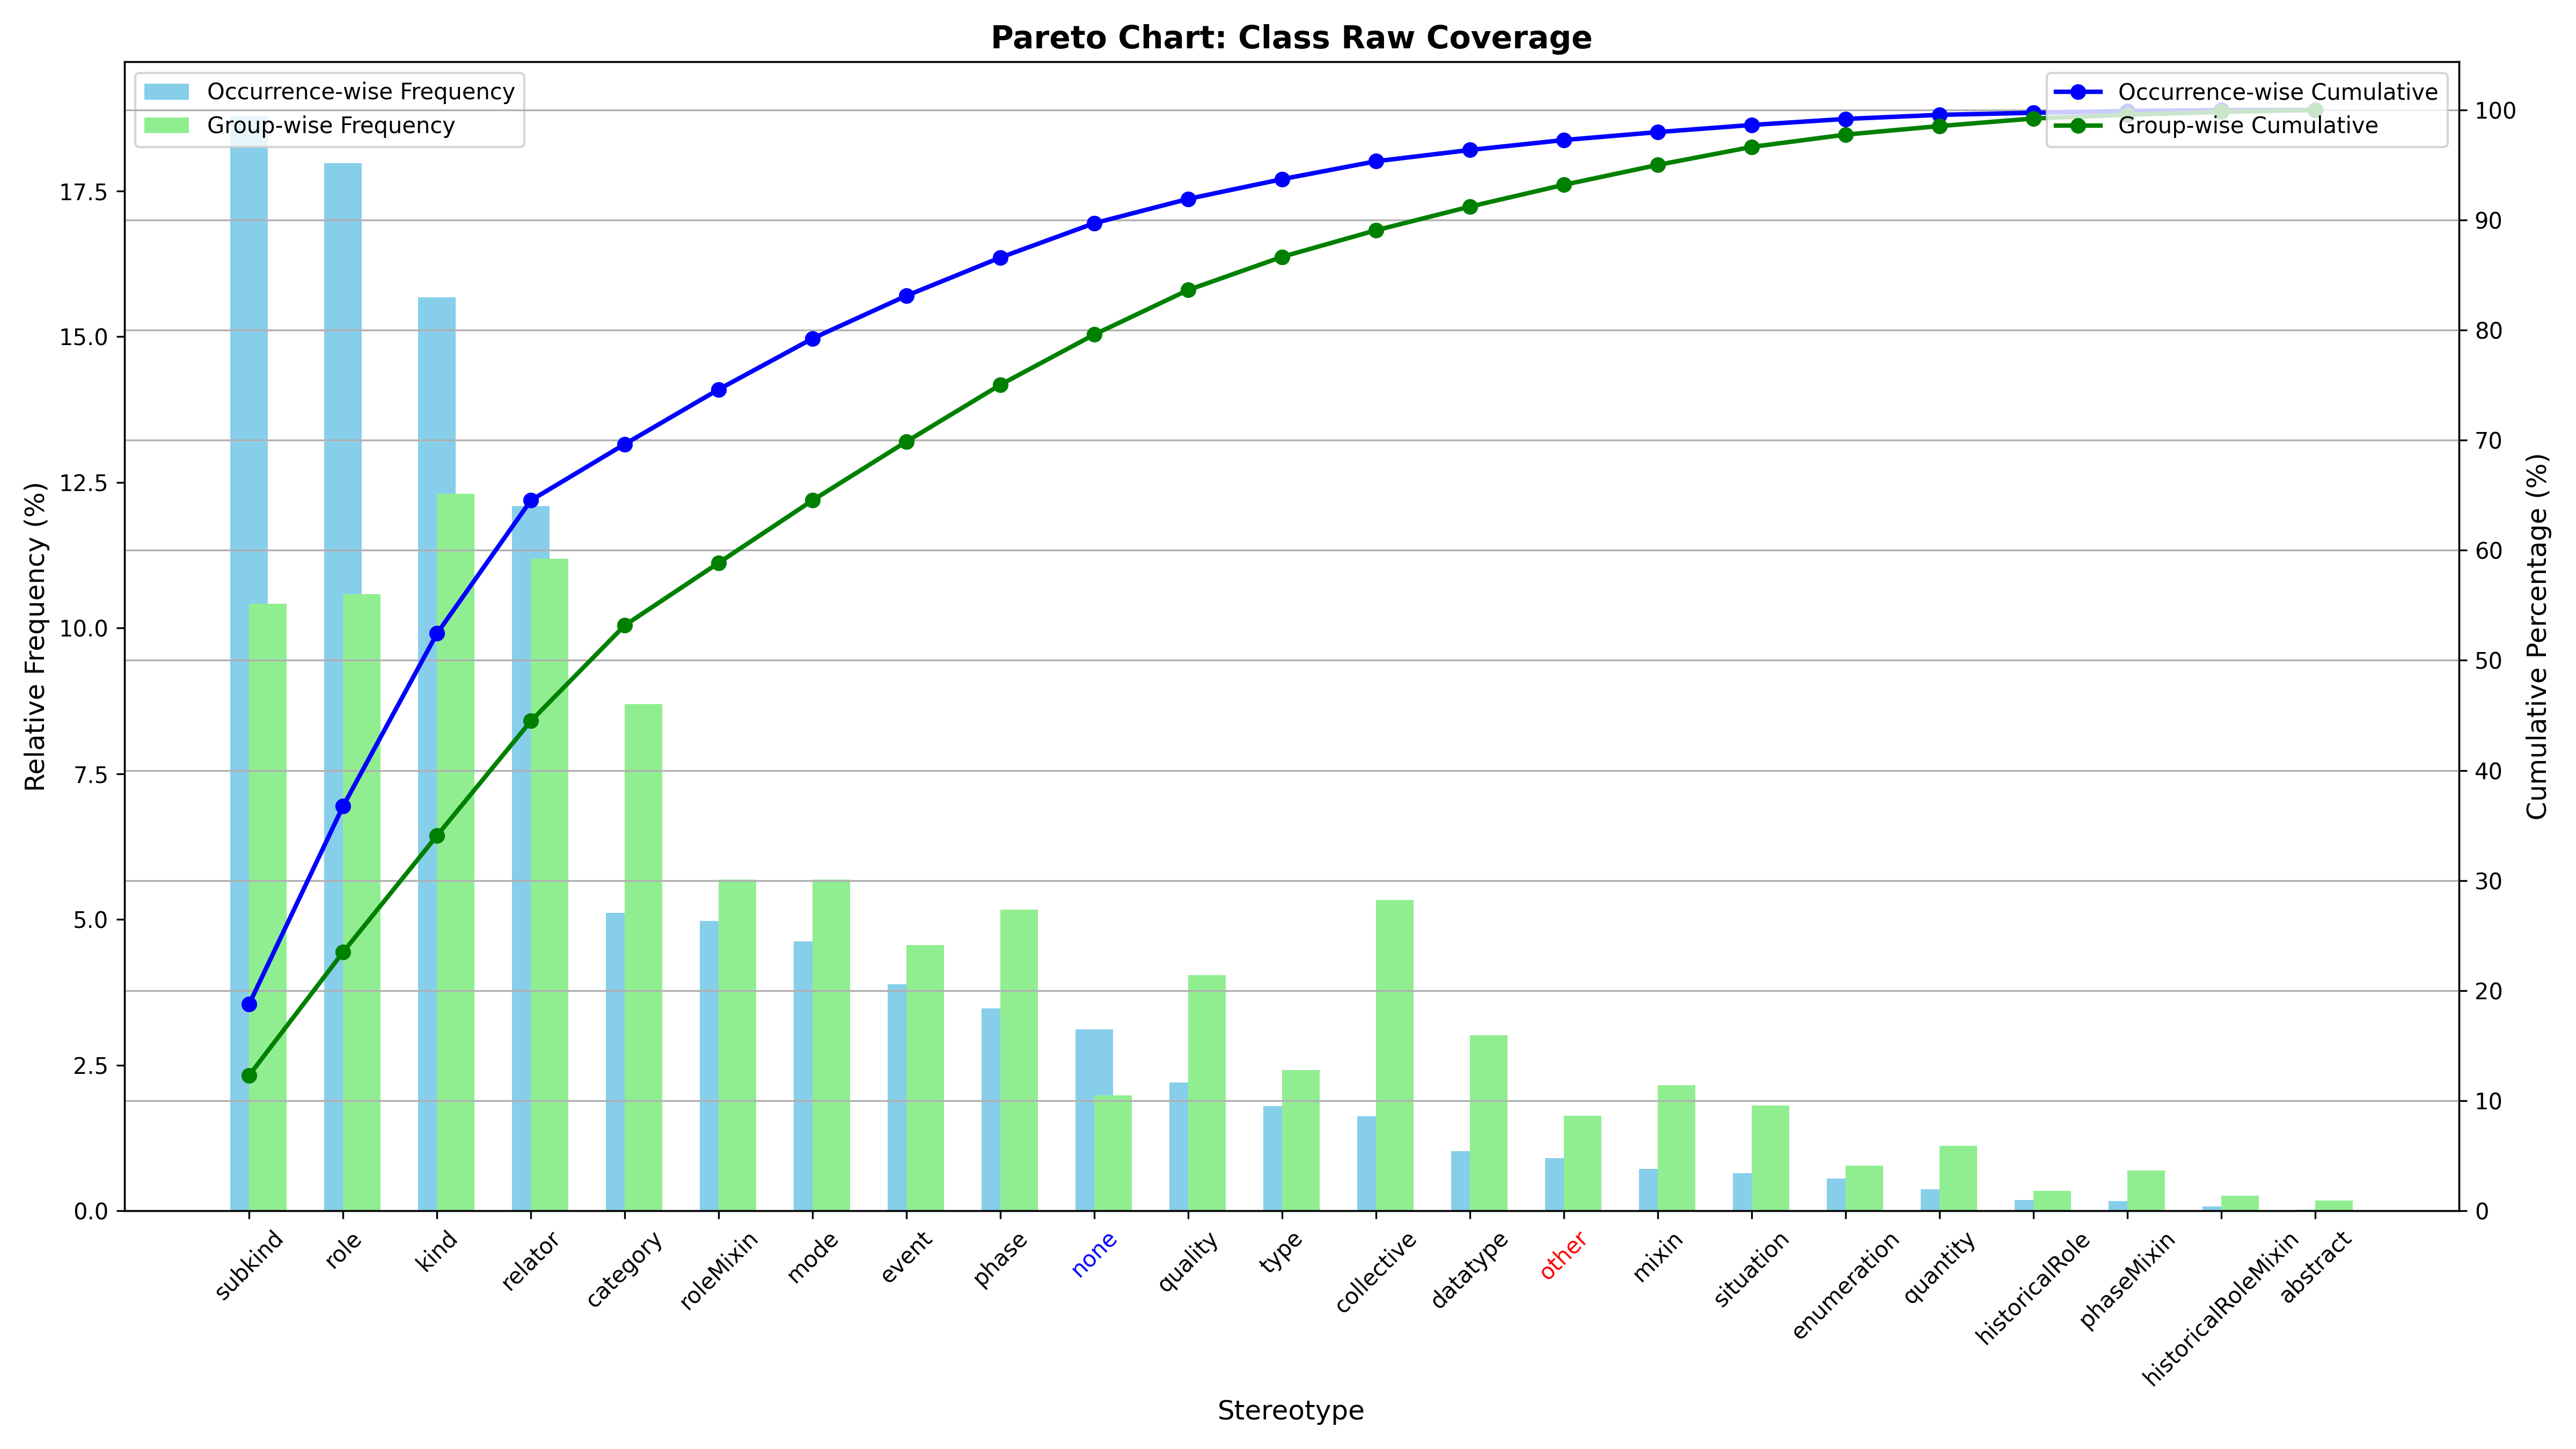 Pareto Chart: Class Raw Coverage
Occurrence-wise Frequency
Group-wise Frequency
Occurrence-wise Cumulative
Group-wise Cumulative
Relative Frequency (%)
17.5
15.0
12.5
10.0
7.5
5.0
2.5
0.0
100
90
80
70
60
50
40
30
20
10
0
Cumulative Percentage (%)
subkind
role
kind
relator
category
roleMixin
mode
event
phase
none
quality
type
collective
datatype
other
mixin
situation
enumeration
quantity
historicalRole
phaseMixin
historicalRoleMixin
abstract
Stereotype